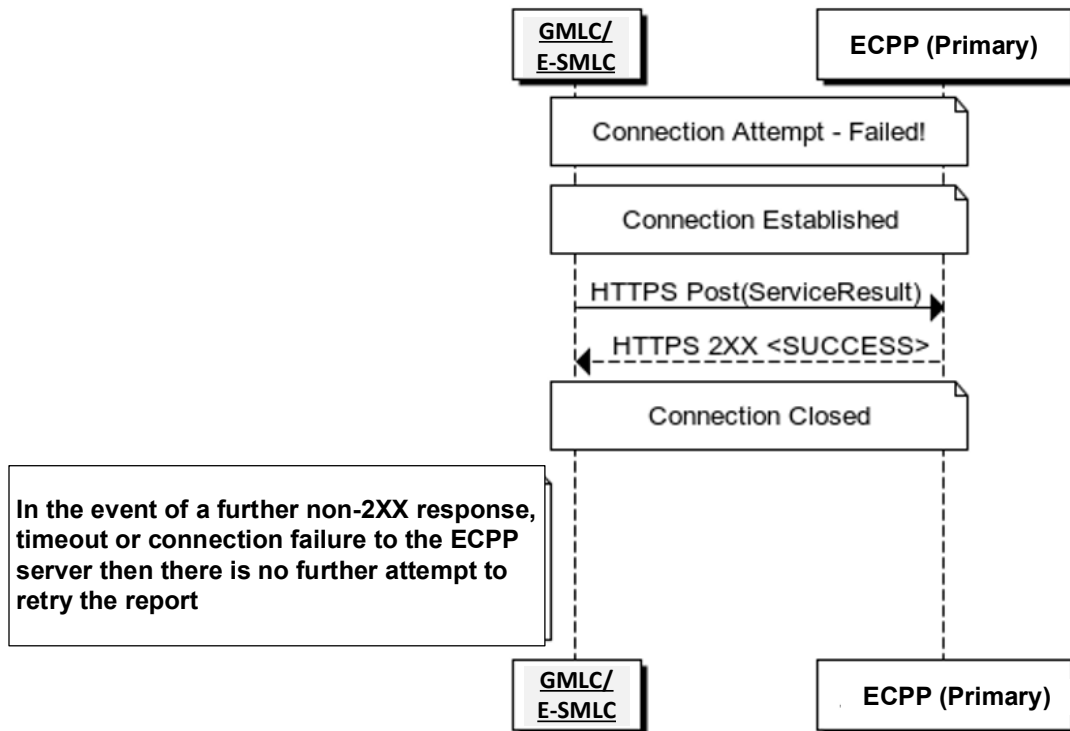 GMLC/
E-SMLC
ECPP (Primary)
Connection Attempt - Failed!
Connection Established
HTTPS Post(ServiceResult)
HTTPS 2XX <SUCCESS>
Connection Closed
In the event of a further non-2XX response,
timeout or connection failure to the ECPP
server then there is no further attempt to
retry the report
GMLC/
E-SMLC
ECPP (Primary)